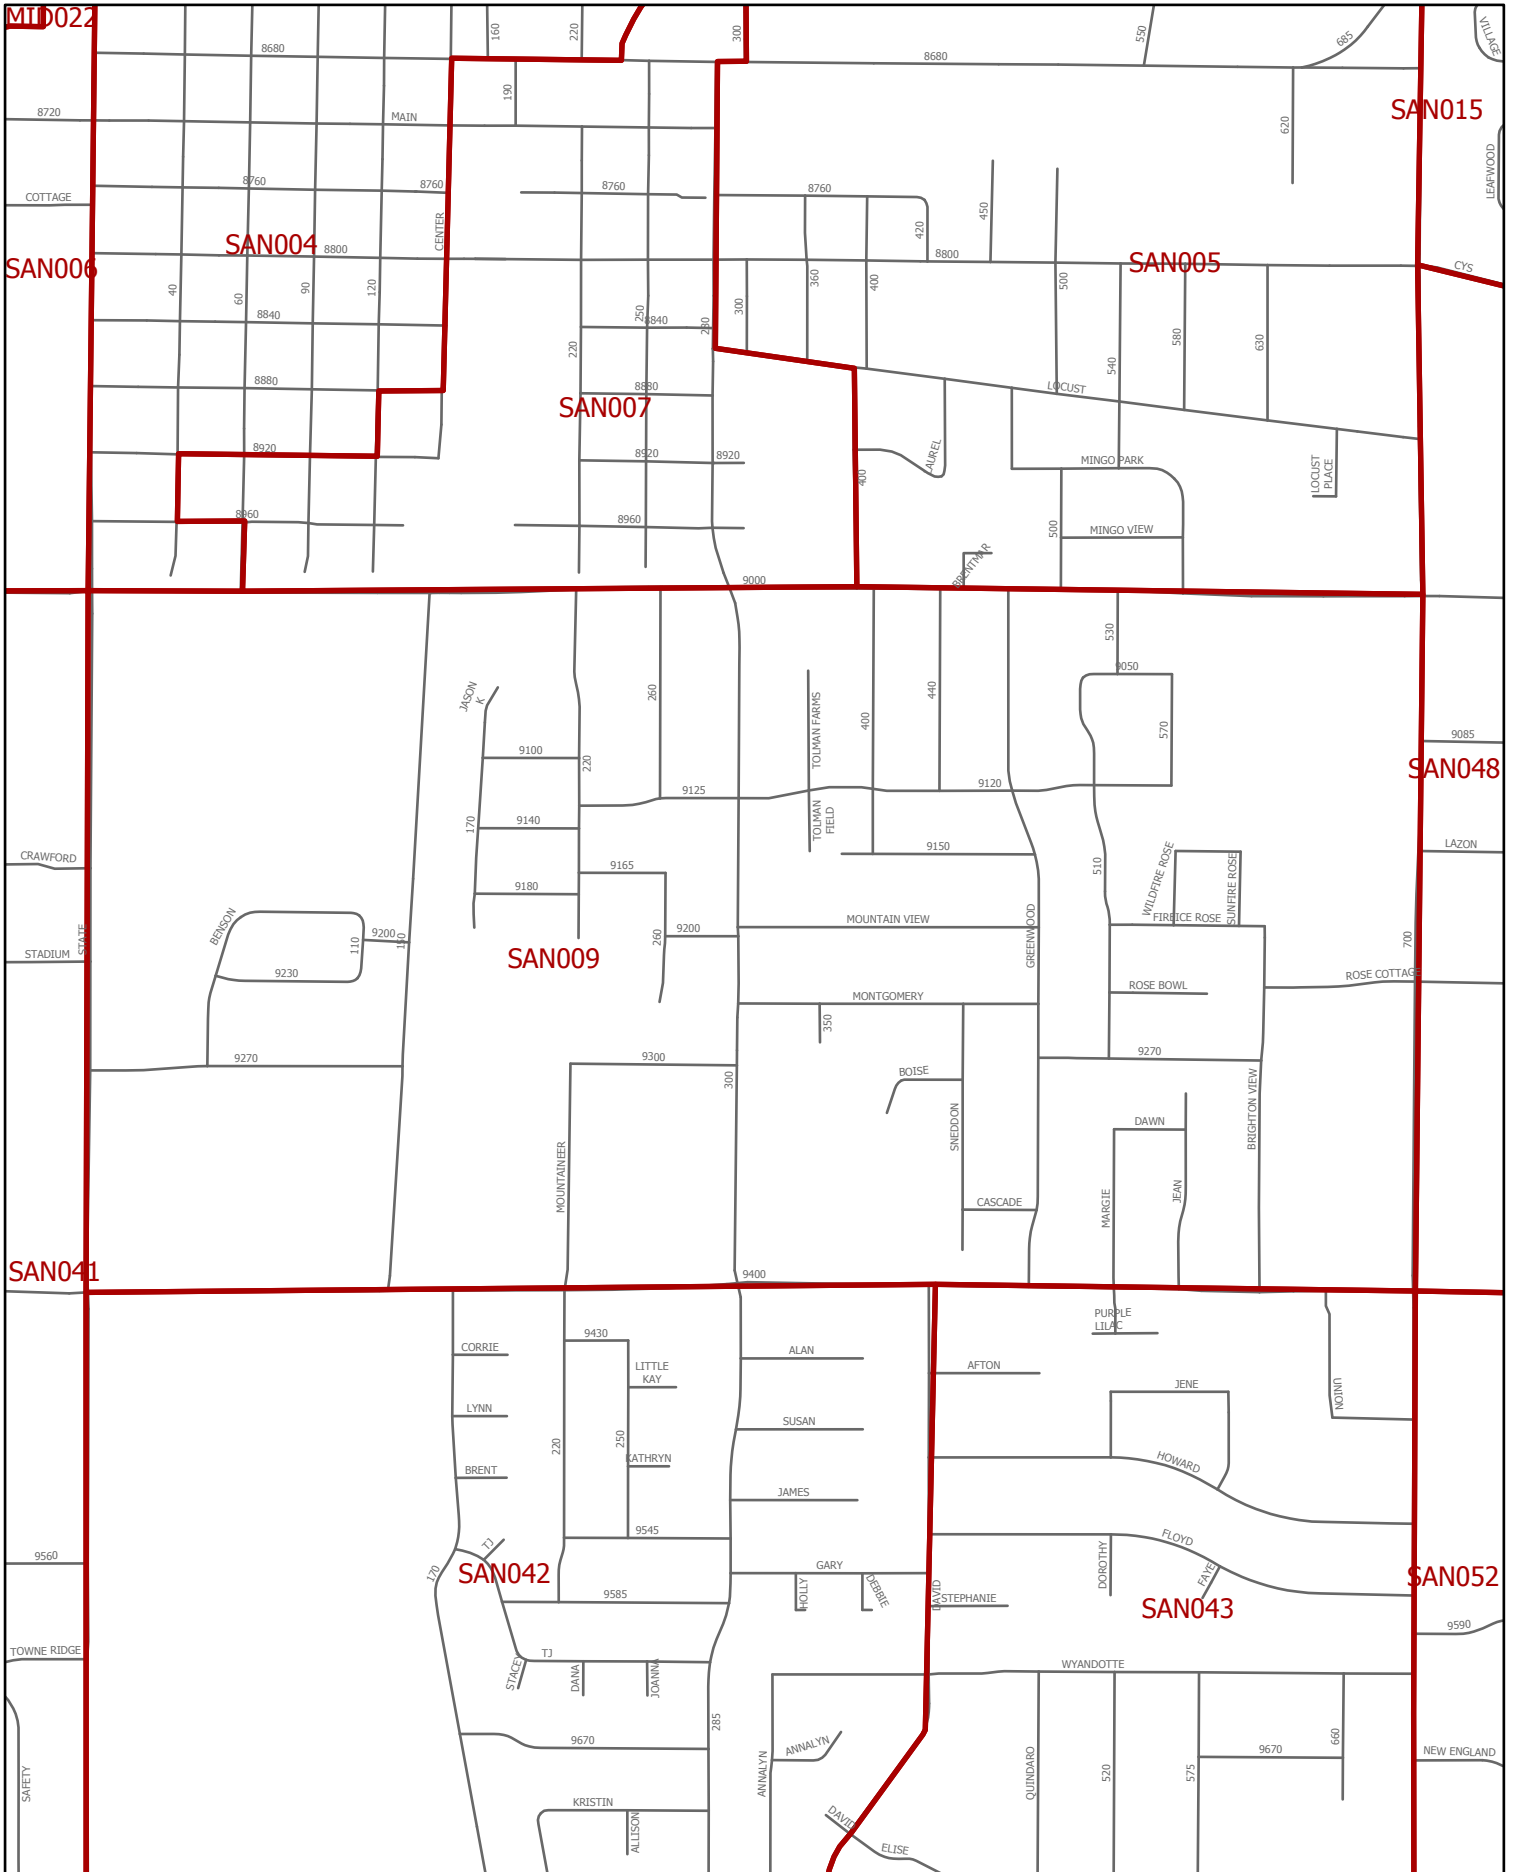 MID022
160
220
300
550
685
VILLAGE
8680
8680
SAN015
190
620
8720
MAIN
LEAFWOOD
COTTAGE
8760
8760
8760
8760
450
420
CENTER
SAN004
8800
8800
SAN005
SAN006
CYS
40
60
90
120
250
280
300
360
400
500
8840
8840
220
540
580
630
8880
8880
LOCUST
SAN007
8920
8920
8920
LAUREL
400
MINGO PARK
LOCUST
PLACE
8960
8960
500
MINGO VIEW
BRENTMAR
9000
530
9050
JASON
K
260
TOLMAN FARMS
400
440
570
9085
9100
220
SAN048
9125
9120
170
9140
TOLMAN
FIELD
9150
CRAWFORD
9165
510
WILDFIRE ROSE
SUNFIRE ROSE
LAZON
9180
BENSON
MOUNTAIN VIEW
FIREICE ROSE
STATE
9200
110
150
260
9200
GREENWOOD
700
STADIUM
SAN009
9230
ROSE COTTAGE
MONTGOMERY
ROSE BOWL
350
9270
9300
9270
300
BOISE
SNEDDON
DAWN
BRIGHTON VIEW
MOUNTAINEER
MARGIE
JEAN
CASCADE
SAN041
9400
PURPLE
LILAC
9430
CORRIE
ALAN
LITTLE
KAY
AFTON
JENE
UNION
LYNN
SUSAN
220
250
KATHRYN
HOWARD
BRENT
JAMES
9545
TJ
FLOYD
9560
170
SAN042
GARY
DOROTHY
FAYE
SAN052
HOLLY
DEBBIE
DAVID
STEPHANIE
9585
SAN043
9590
TOWNE RIDGE
TJ
STACEY
DANA
JOANNA
WYANDOTTE
285
660
9670
ANNALYN
ANNALYN
QUINDARO
520
575
9670
NEW ENGLAND
SAFETY
KRISTIN
ALLISON
DAVID
ELISE